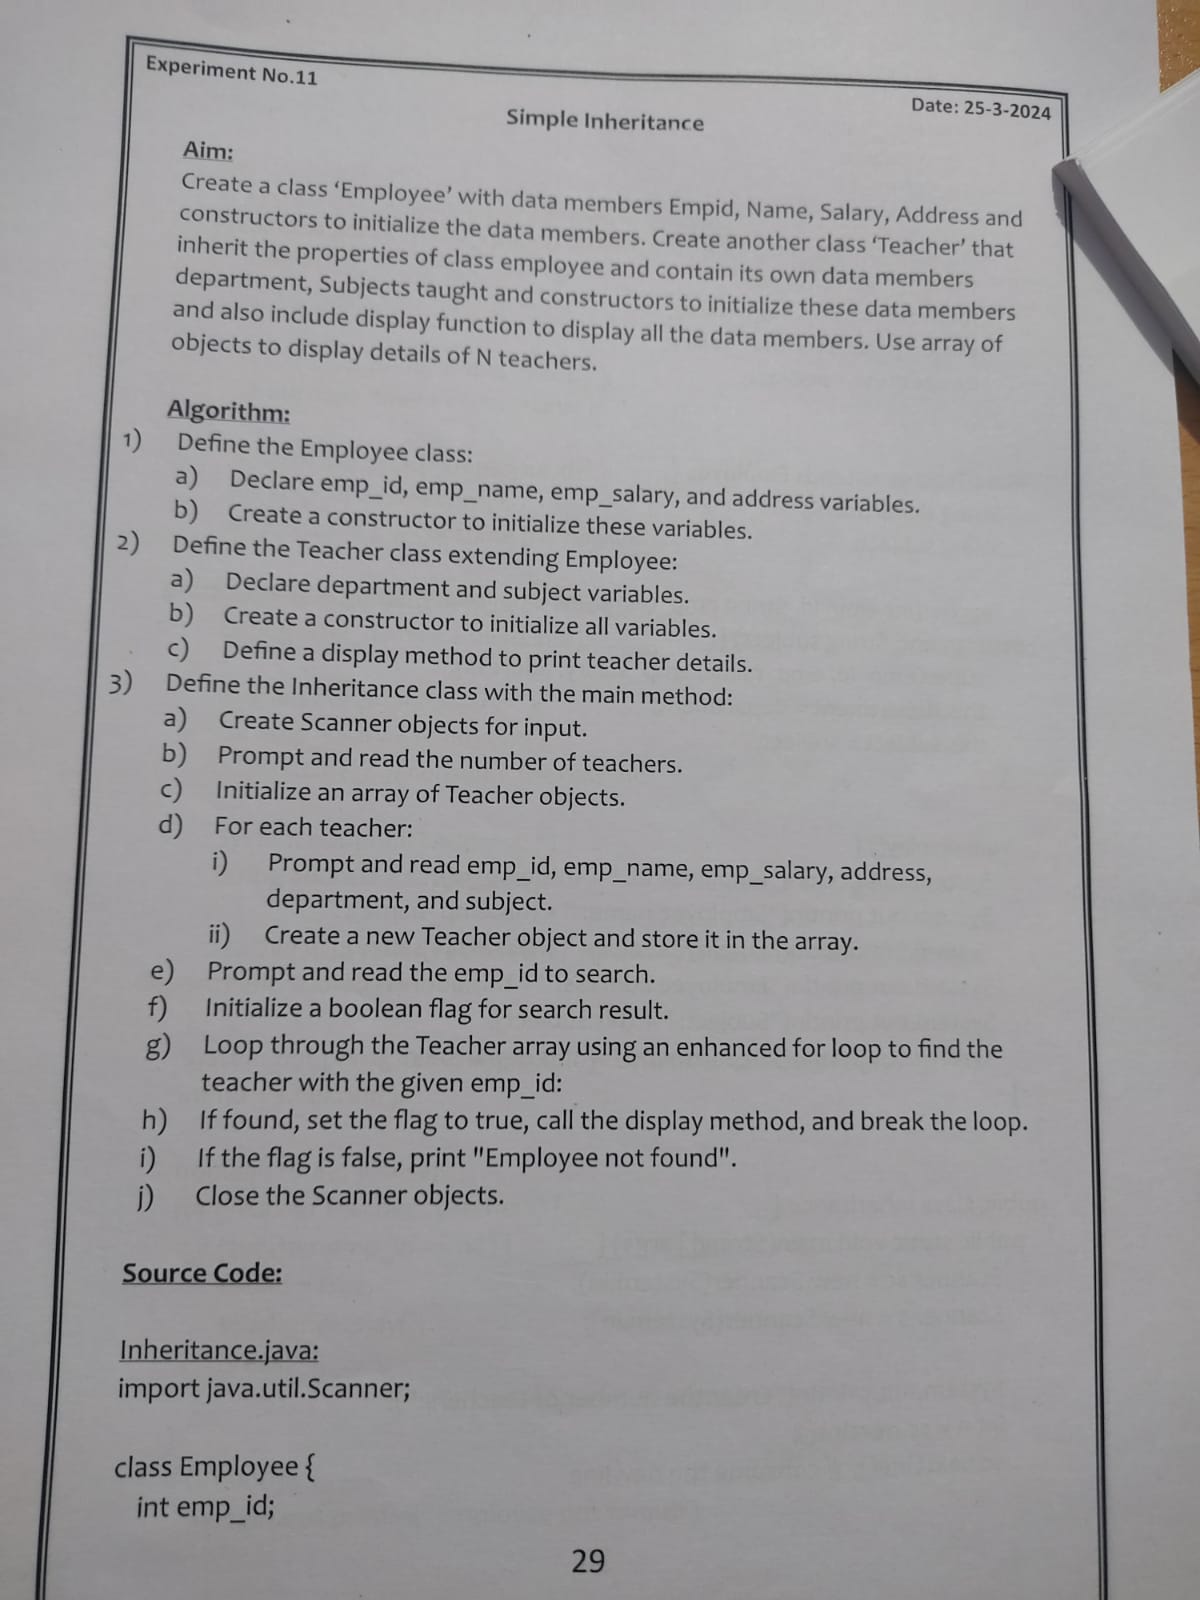 Experiment No.11
Date: 25-3-2024
Simple Inheritance
Aim:
Create a class ‘Employee’ with data members Empid, Name, Salary, Address and
constructors to initialize the data members. Create another class ‘Teacher’ that
inherit the properties of class employee and contain its own data members
department, Subjects taught and constructors to initialize these data members
and also include display function to display all the data members. Use array of
objects to display details of N teachers.
Algorithm:
1) Define the Employee class:
a) Declare emp_id, emp_name, emp_salary, and address variables.
b) Create a constructor to initialize these variables.
2) Define the Teacher class extending Employee:
a) Declare department and subject variables.
b) Create a constructor to initialize all variables.
c) Define a display method to print teacher details.
3) Define the Inheritance class with the main method:
a) Create Scanner objects for input.
b) Prompt and read the number of teachers.
c) Initialize an array of Teacher objects.
d) For each teacher:
i) Prompt and read emp_id, emp_name, emp_salary, address,
department, and subject.
ii) Create a new Teacher object and store it in the array.
e) Prompt and read the emp_id to search.
f) Initialize a boolean flag for search result.
g) Loop through the Teacher array using an enhanced for loop to find the
teacher with the given emp_id:
h) If found, set the flag to true, call the display method, and break the loop.
i) If the flag is false, print "Employee not found".
j) Close the Scanner objects.
Source Code:
Inheritance.java:
import java.util.Scanner;
class Employee {
int emp_id;
29